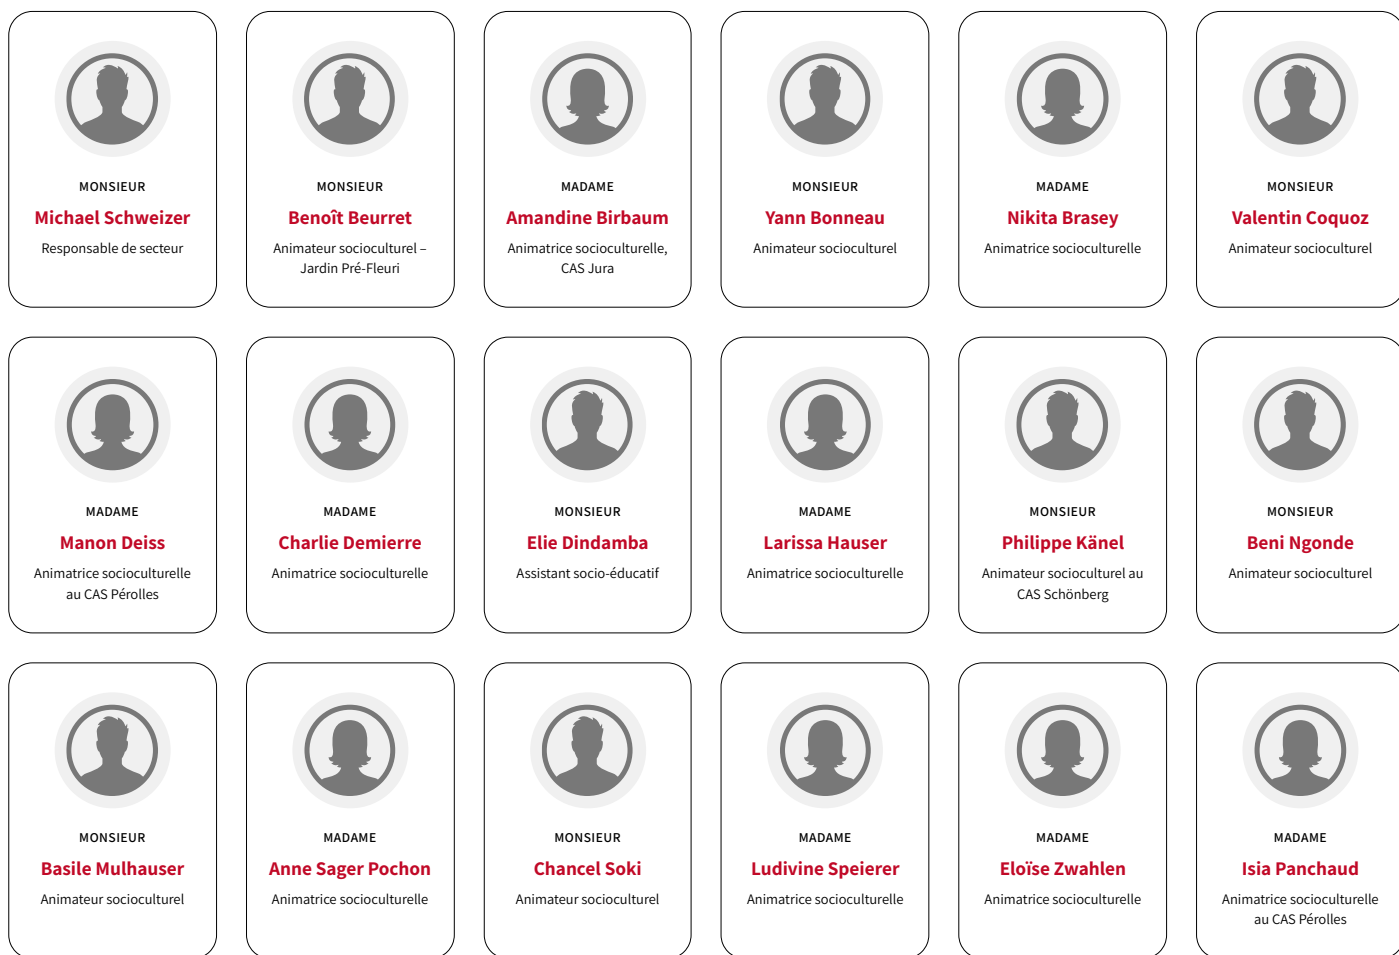 MONSIEUR
Michael Schweizer
Responsable de secteur
MONSIEUR
Benoît Beurret
Animateur socioculturel –
Jardin Pré-Fleuri
MADAME
Amandine Birbaum
Animatrice socioculturelle,
CAS Jura
MONSIEUR
Yann Bonneau
Animateur socioculturel
MADAME
Nikita Brasey
Animatrice socioculturelle
MONSIEUR
Valentin Coquoz
Animateur socioculturel
MADAME
Manon Deiss
Animatrice socioculturelle
au CAS Pérolles
MADAME
Charlie Demierre
Animatrice socioculturelle
MONSIEUR
Elie Dindamba
Assistant socio-éducatif
MADAME
Larissa Hauser
Animatrice socioculturelle
MONSIEUR
Philippe Känel
Animateur socioculturel au
CAS Schönberg
MONSIEUR
Beni Ngonde
Animateur socioculturel
MONSIEUR
Basile Mulhauser
Animateur socioculturel
MADAME
Anne Sager Pochon
Animatrice socioculturelle
MONSIEUR
Chancel Soki
Animateur socioculturel
MADAME
Ludivine Speierer
Animatrice socioculturelle
MADAME
Eloïse Zwahlen
Animatrice socioculturelle
MADAME
Isia Panchaud
Animatrice socioculturelle
au CAS Pérolles